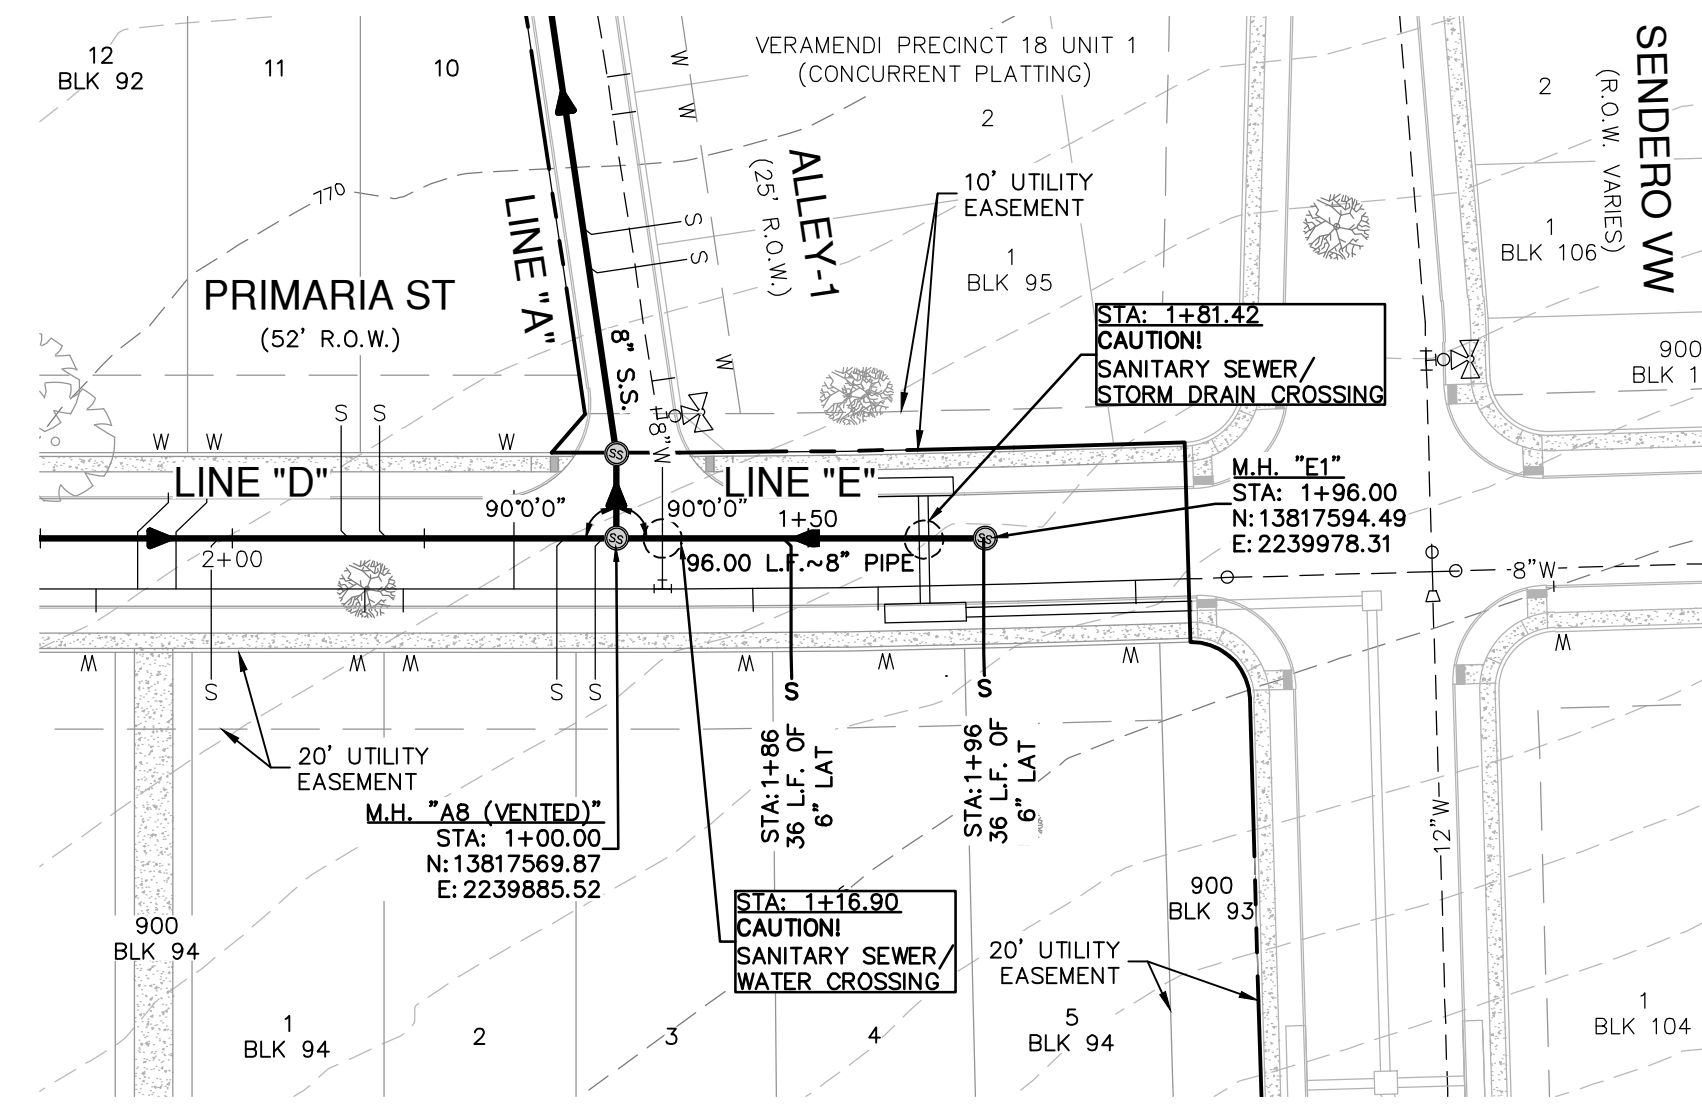 12
BLK 92
11
10
VERAMENDI PRECINCT 18 UNIT 1
(CONCURRENT PLATTING)
2
2
SENDERO VW
(R.O.W. VARIES)
W
W
770
LINE "A"
ALLEY-1
(25' R.O.W.)
S
S
10' UTILITY
EASEMENT
1
BLK 95
1
BLK 106
PRIMARIA ST
(52' R.O.W.)
8" S.S.
W
STA: 1+81.42
CAUTION!
SANITARY SEWER/
STORM DRAIN CROSSING
900
BLK 1
S
S
W
W
W
8"W
SS
LINE "D"
LINE "E"
90°0'0"
90°0'0"
1+50
M.H. "E1"
STA: 1+96.00
N:13817594.49
E: 2239978.31
SS
SS
2+00
96.00 L.F.~8" PIPE
8"W
W
W
W
W
W
W
W
S
S
S
S
S
20' UTILITY
EASEMENT
STA:1+86
36 L.F. OF
6" LAT
STA:1+96
36 L.F. OF
6" LAT
M.H. "A8 (VENTED)"
STA: 1+00.00
N:13817569.87
E: 2239885.52
12"W
900
BLK 94
STA: 1+16.90
CAUTION!
SANITARY SEWER/
WATER CROSSING
900
BLK 93
20' UTILITY
EASEMENT
1
BLK 94
2
3
4
5
BLK 94
1
BLK 104